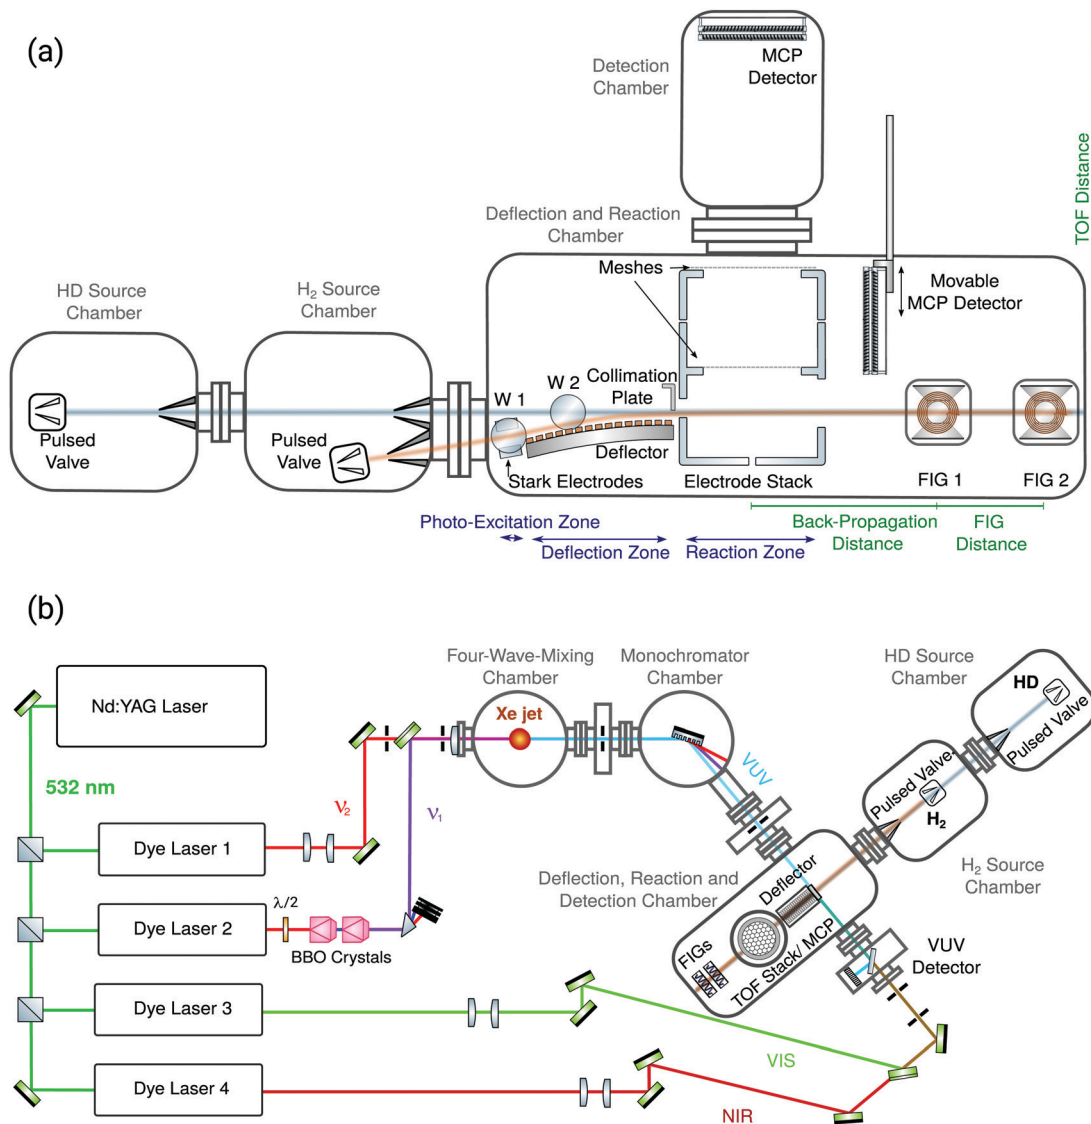 (a)
MCP
Detector
Detection
Chamber
TOF Distance
Deflection and Reaction
Chamber
Meshes
Movable
MCP Detector
HD Source
Chamber
H₂ Source
Chamber
W 1
W 2
Collimation
Plate
Pulsed
Valve
Pulsed
Valve
Deflector
Stark Electrodes
Electrode Stack
FIG 1
FIG 2
Photo-Excitation Zone
Deflection Zone
Reaction Zone
Back-Propagation
Distance
FIG
Distance
(b)
Nd:YAG Laser
532 nm
Four-Wave-Mixing
Chamber
Xe jet
Monochromator
Chamber
HD Source
Chamber
HD
Pulsed Valve
Pulsed Valve
H₂
H₂ Source
Chamber
VUV
ν₂
ν₁
Dye Laser 1
Dye Laser 2
λ/2
BBO Crystals
Deflection, Reaction and
Detection Chamber
Deflector
TOF Stack/ MCP
FIGs
VUV
Detector
Dye Laser 3
VIS
Dye Laser 4
NIR